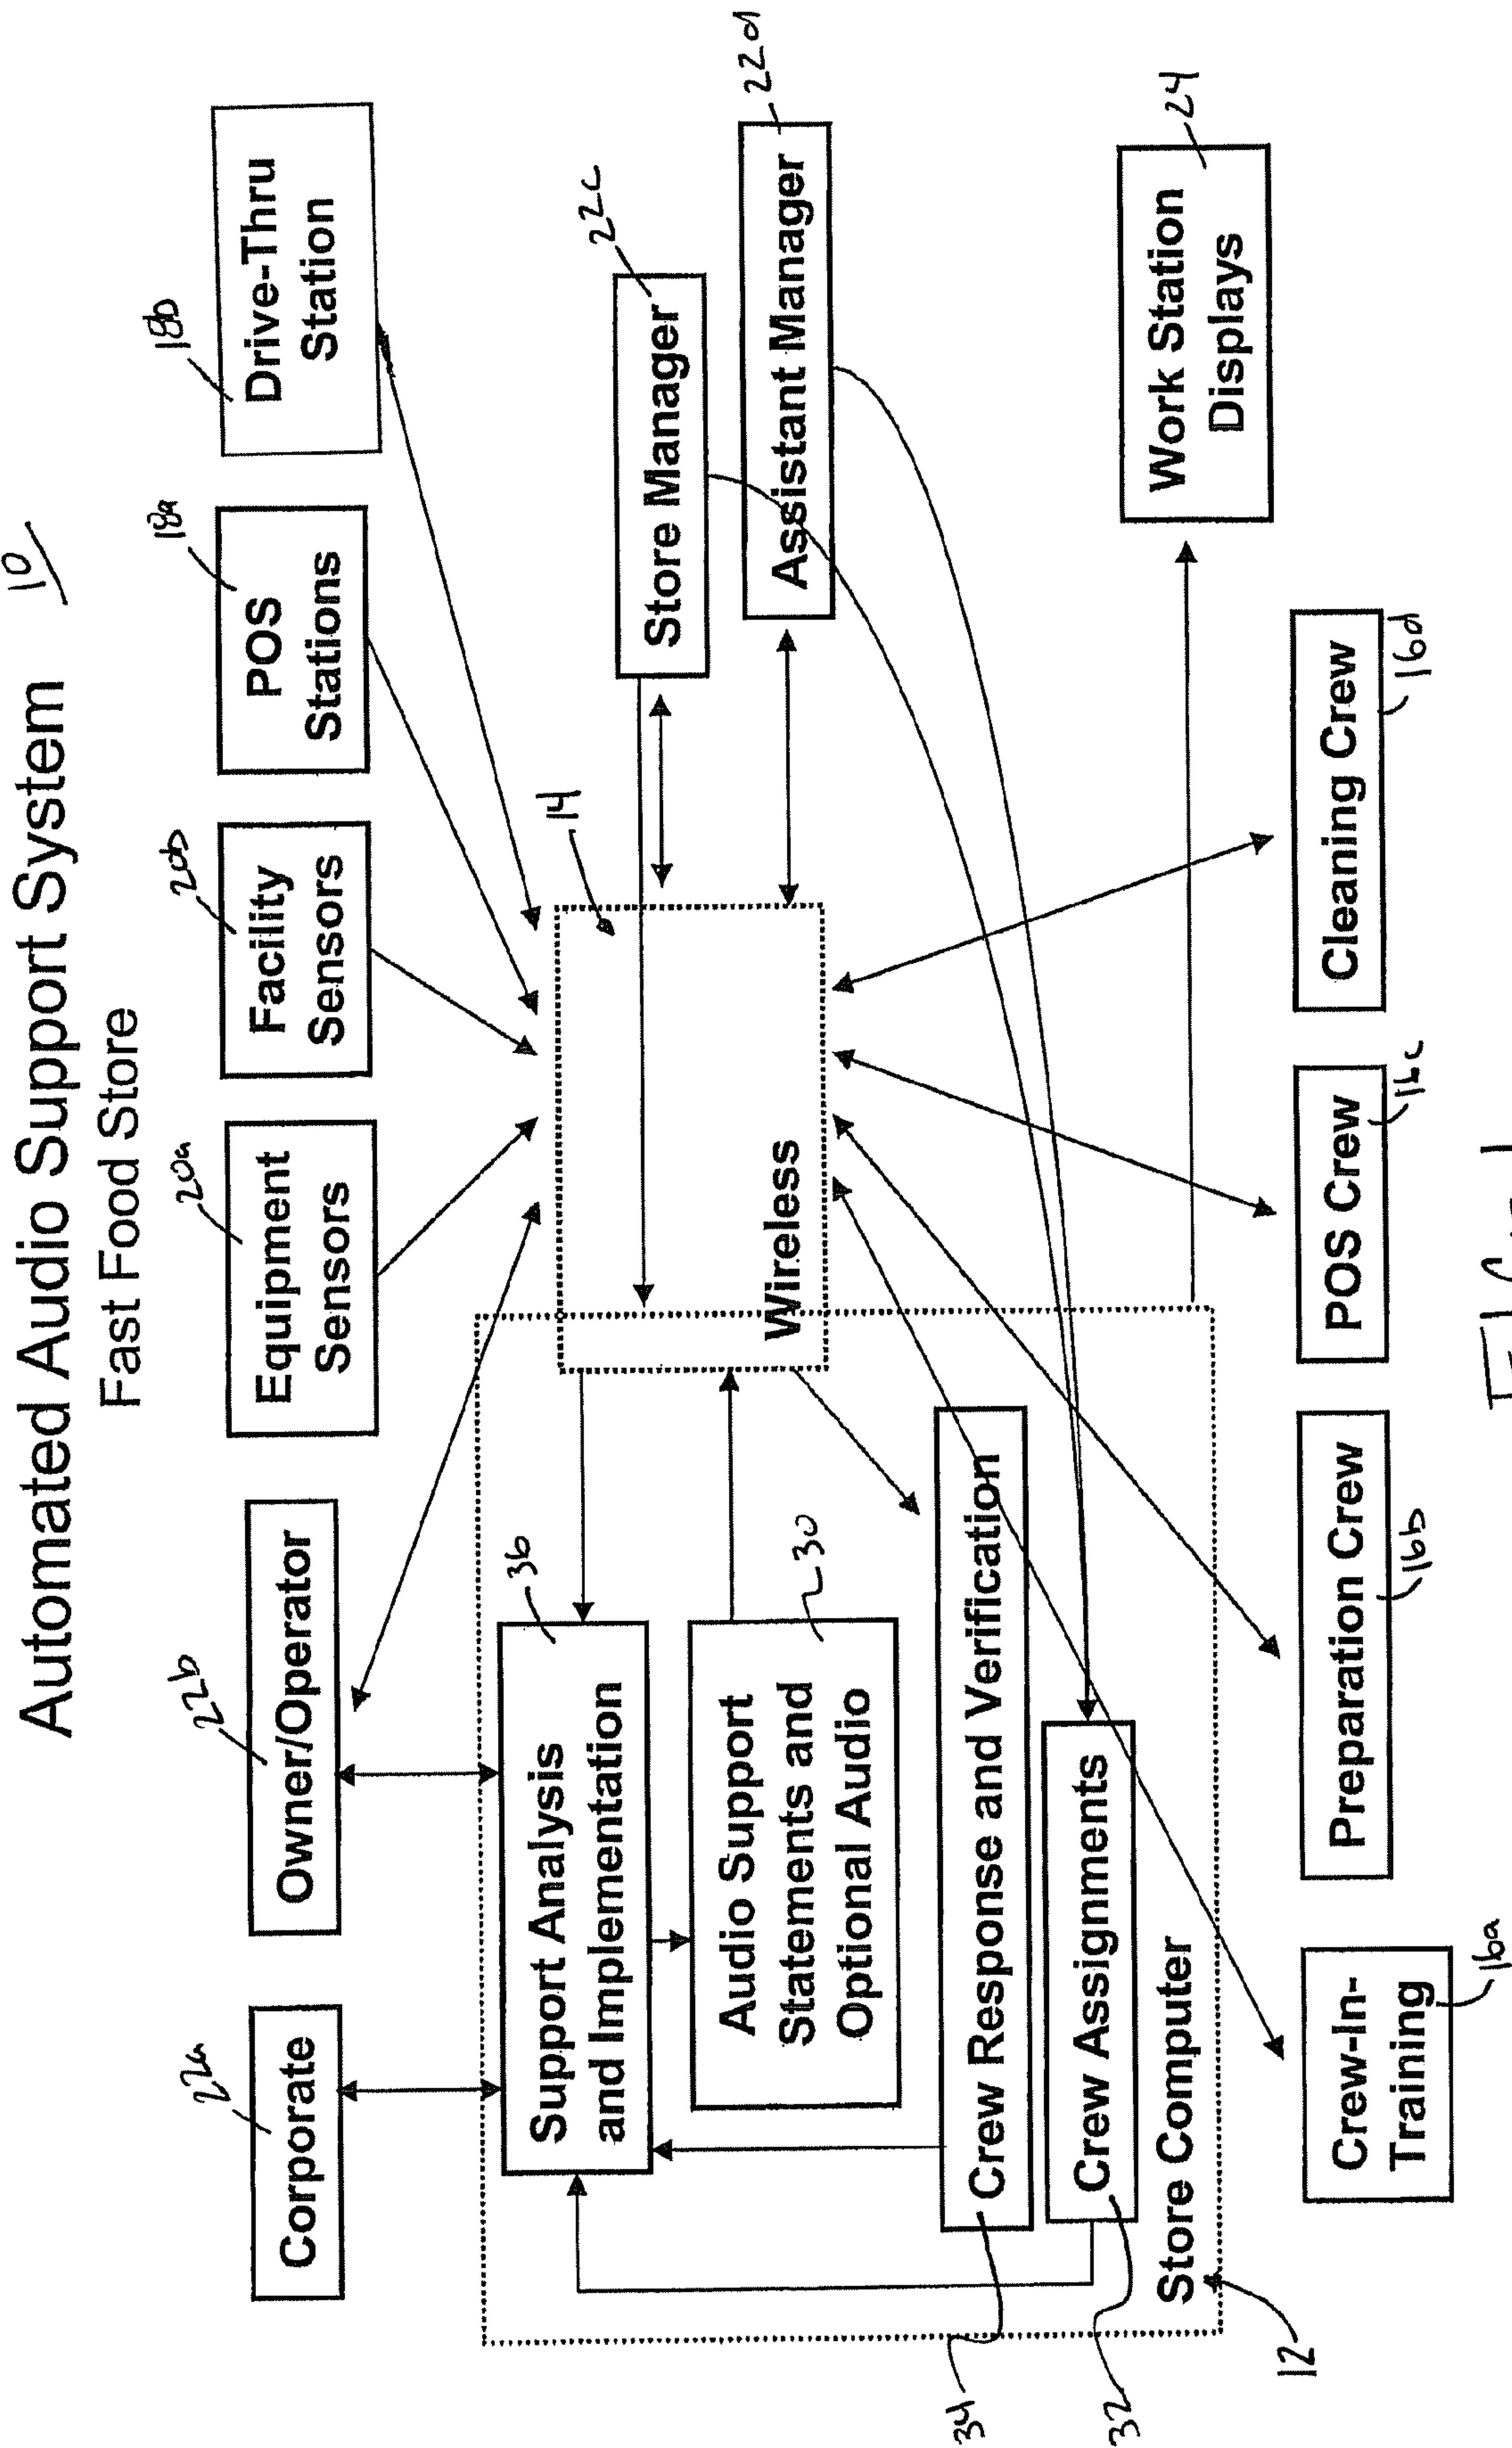 Automated Audio Support System
10
Fast Food Store
22a
22b
20a
20b
18a
18b
Corporate
Owner/Operator
Equipment
Sensors
Facility
Sensors
POS
Stations
Drive-Thru
Station
36
Support Analysis
and Implementation
14
22c
Store Manager
30
Audio Support
Statements and
Optional Audio
Wireless
Assistant Manager
22d
34
Crew Response and Verification
32
Crew Assignments
Store Computer
12
Work Station
Displays
24
Crew-In-
Training
16a
Preparation Crew
16b
POS Crew
16c
Cleaning Crew
16d